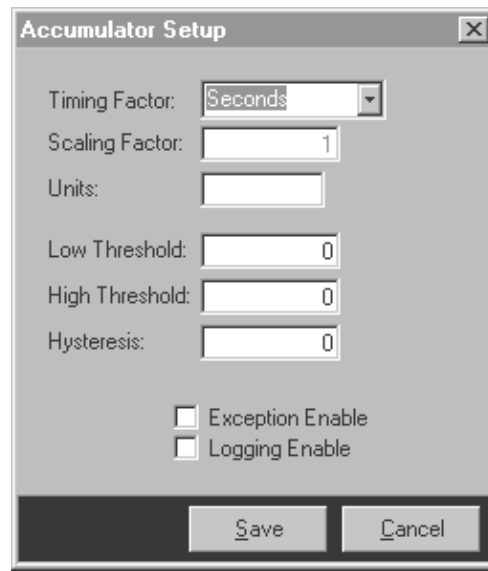 Accumulator Setup
Timing Factor: Seconds
Scaling Factor: 1
Units:
Low Threshold: 0
High Threshold: 0
Hysteresis: 0
Exception Enable
Logging Enable
Save Cancel